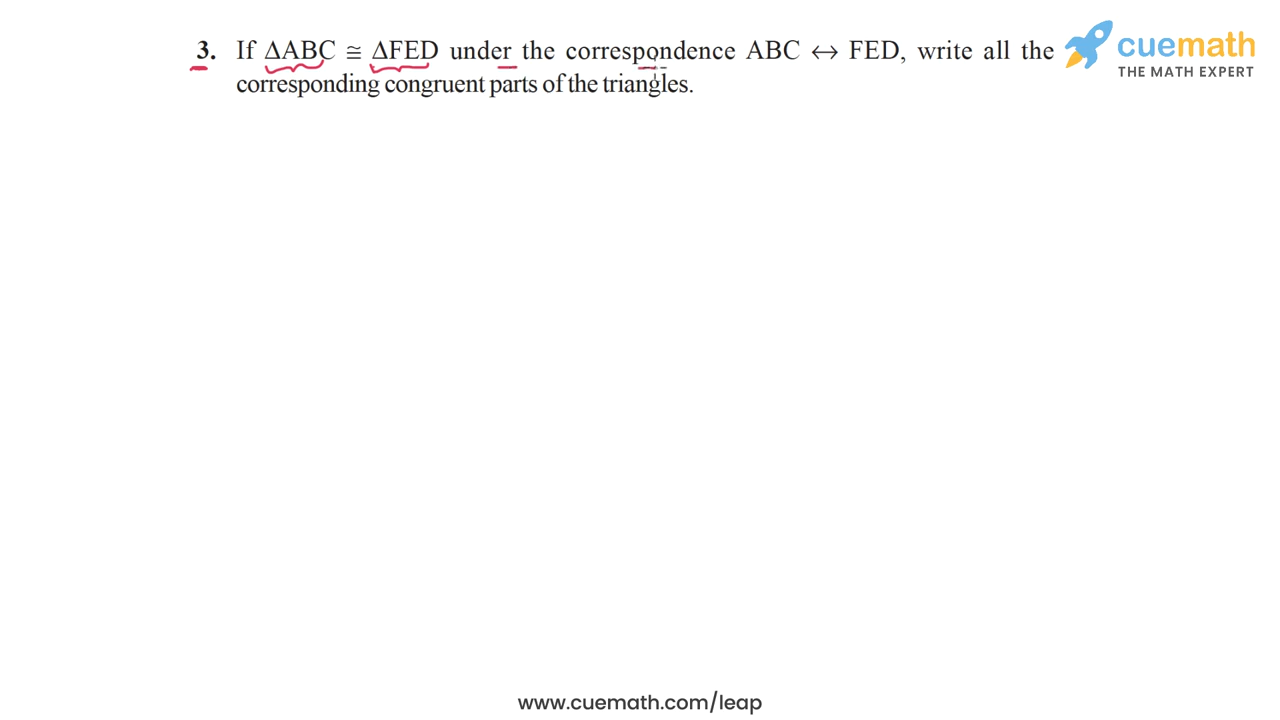 3. If ΔABC ≅ ΔFED under the correspondence ABC ↔ FED, write all the
corresponding congruent parts of the triangles.
cuemath
THE MATH EXPERT
www.cuemath.com/leap